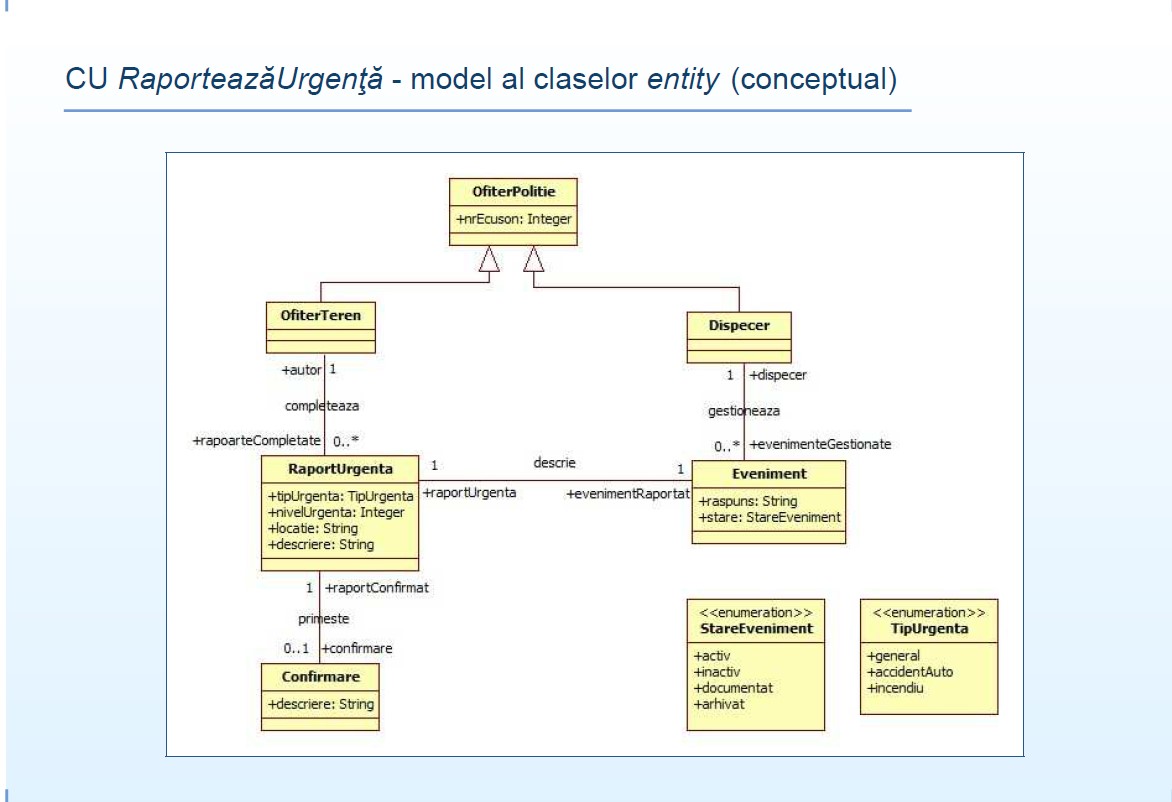 CU RaporteazăUrgenţă - model al claselor entity (conceptual)
OfiterPolitie
+nrEcuson: Integer
OfiterTeren
Dispecer
+autor 1
completeaza
+rapoarteCompletate 0..*
1 +dispecer
gestioneaza
0..* +evenimenteGestionate
RaportUrgenta
+tipUrgenta: TipUrgenta
+nivelUrgenta: Integer
+locatie: String
+descriere: String
1 descrie 1
+raportUrgenta +evenimentRaportat
Eveniment
+raspuns: String
+stare: StareEveniment
1 +raportConfirmat
primeste
0..1 +confirmare
Confirmare
+descriere: String
<<enumeration>>
StareEveniment
+activ
+inactiv
+documentat
+arhivat
<<enumeration>>
TipUrgenta
+general
+accidentAuto
+incendiu